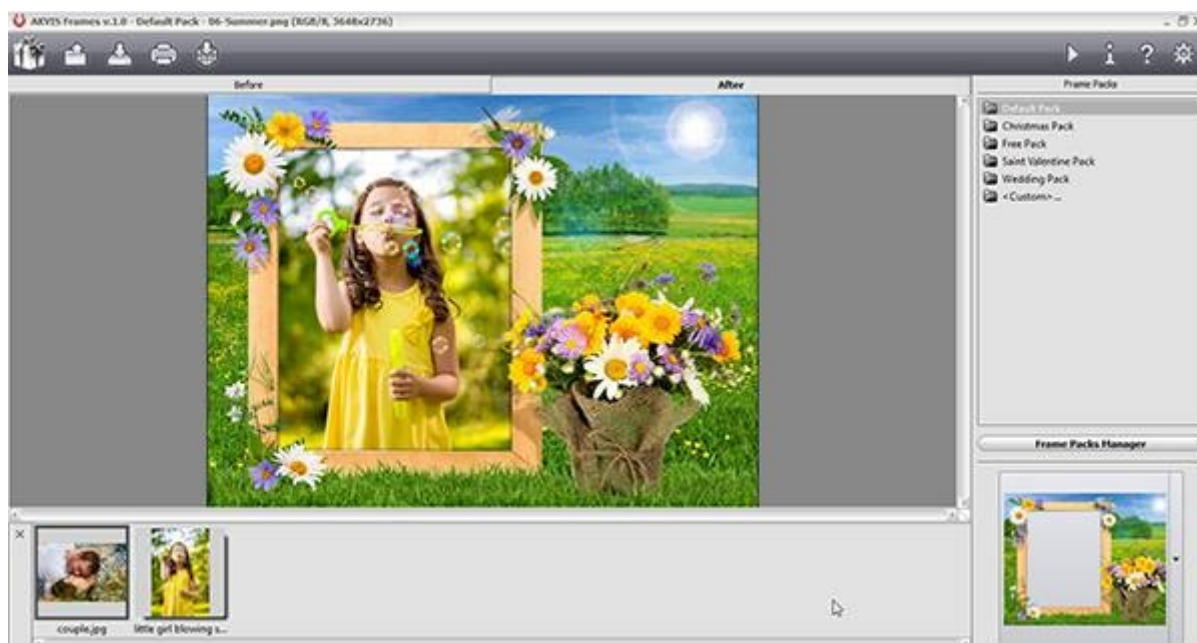 AKVIS Frames v.1.0 - Default Pack - 06-Summer.png (RGB/8, 3648x2736)
Before
After
Frame Packs
Default Pack
Christmas Pack
Free Pack
Saint Valentine Pack
Wedding Pack
<Custom>...
Frame Packs Manager
couple.jpg
little girl blowing s...